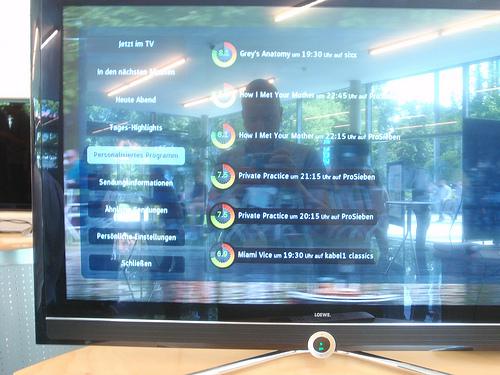 Jetzt im TV
In den nächsten
Heute Abend
Tages-Highlights
Personalisiertes Programm
Sendungsinformationen
Ähnliche Sendungen
Persönliche-Einstellungen
Schließen
Grey's Anatomy um 19:30 Uhr auf sixx
How I Met Your Mother um 22:45 Uhr auf ProSieben
8,1 How I Met Your Mother um 22:15 Uhr auf ProSieben
7,5 Private Practice um 21:15 Uhr auf ProSieben
7,5 Private Practice um 20:15 Uhr auf ProSieben
6,9 Miami Vice um 19:30 Uhr auf kabel1 classics
LOEWE.